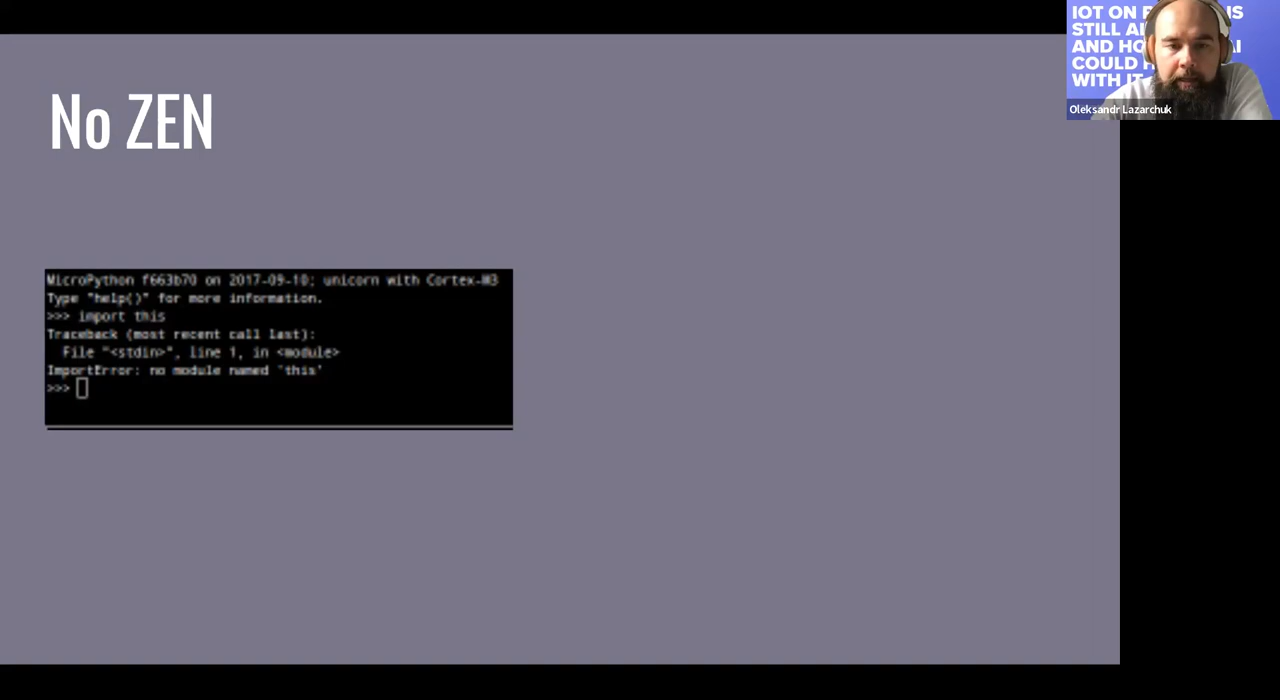 No ZEN
MicroPython f663b70 on 2017-09-10; unicorn with Cortex-M3
Type "help()" for more information.
>>> import this
Traceback (most recent call last):
  File "<stdin>", line 1, in <module>
ImportError: no module named 'this'
>>>
IOT ON
STILL
AND
COULD
WITH IT
Oleksandr Lazarchuk